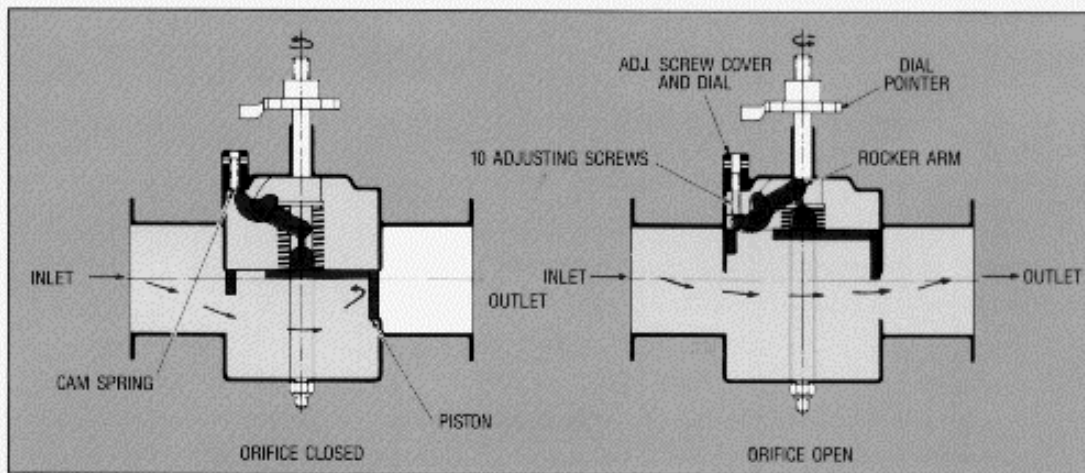 ADJ. SCREW COVER
AND DIAL
DIAL
POINTER
10 ADJUSTING SCREWS
ROCKER ARM
INLET
OUTLET
INLET
OUTLET
CAM SPRING
PISTON
ORIFICE CLOSED
ORIFICE OPEN